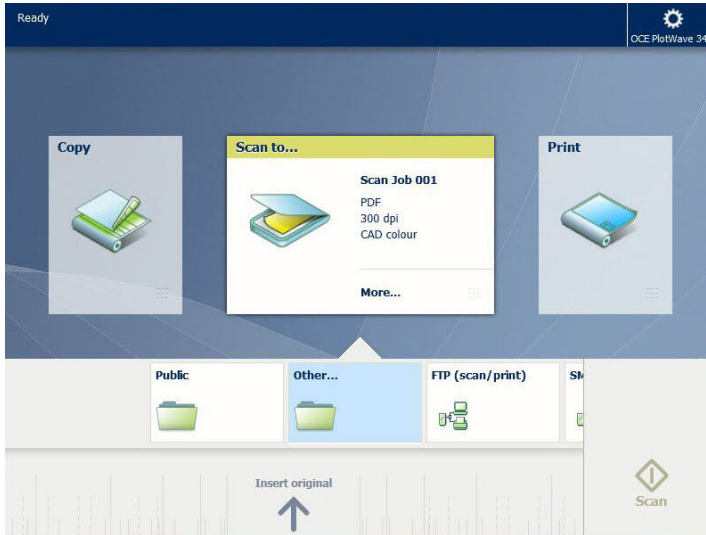 Ready
OCE PlotWave 34
Copy
Scan to...
Print
Scan Job 001
PDF
300 dpi
CAD colour
More...
Public
Other...
FTP (scan/print)
SM
Insert original
Scan